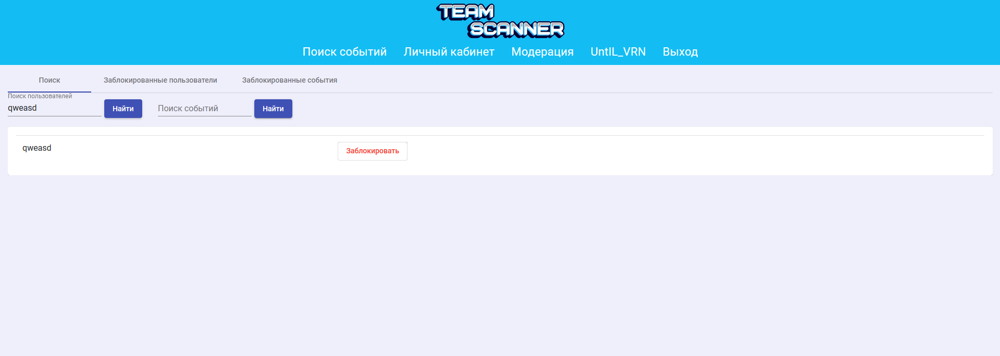 TEAM
SCANNER
Поиск событий Личный кабинет Модерация UntIL_VRN Выход
Поиск Заблокированные пользователи Заблокированные события
Поиск пользователей
qweasd Найти Поиск событий Найти
qweasd Заблокировать